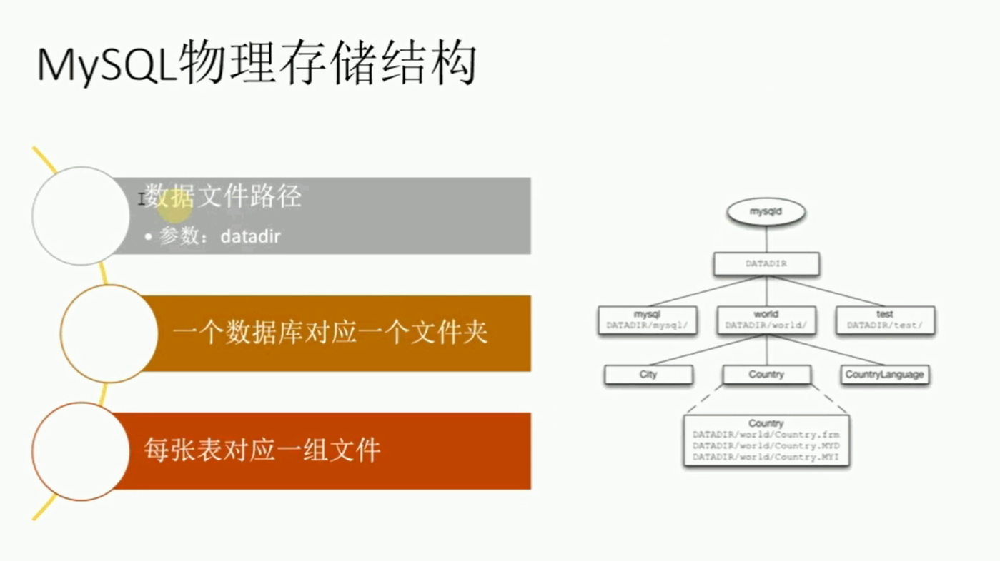 MySQL物理存储结构
数据文件路径
• 参数：datadir
一个数据库对应一个文件夹
每张表对应一组文件
mysqld
DATADIR
mysql
DATADIR/mysql/
world
DATADIR/world/
test
DATADIR/test/
City
Country
CountryLanguage
Country
DATADIR/world/Country.frm
DATADIR/world/Country.MYD
DATADIR/world/Country.MYI